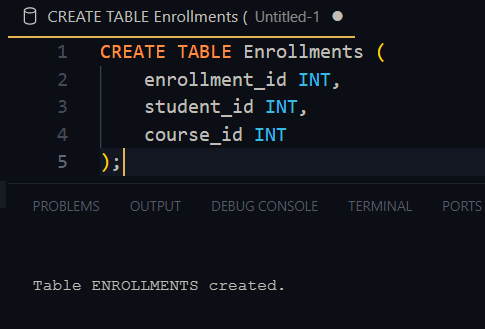 CREATE TABLE Enrollments ( Untitled-1
1 CREATE TABLE Enrollments (
2 enrollment_id INT,
3 student_id INT,
4 course_id INT
5 );
PROBLEMS OUTPUT DEBUG CONSOLE TERMINAL PORTS
Table ENROLLMENTS created.